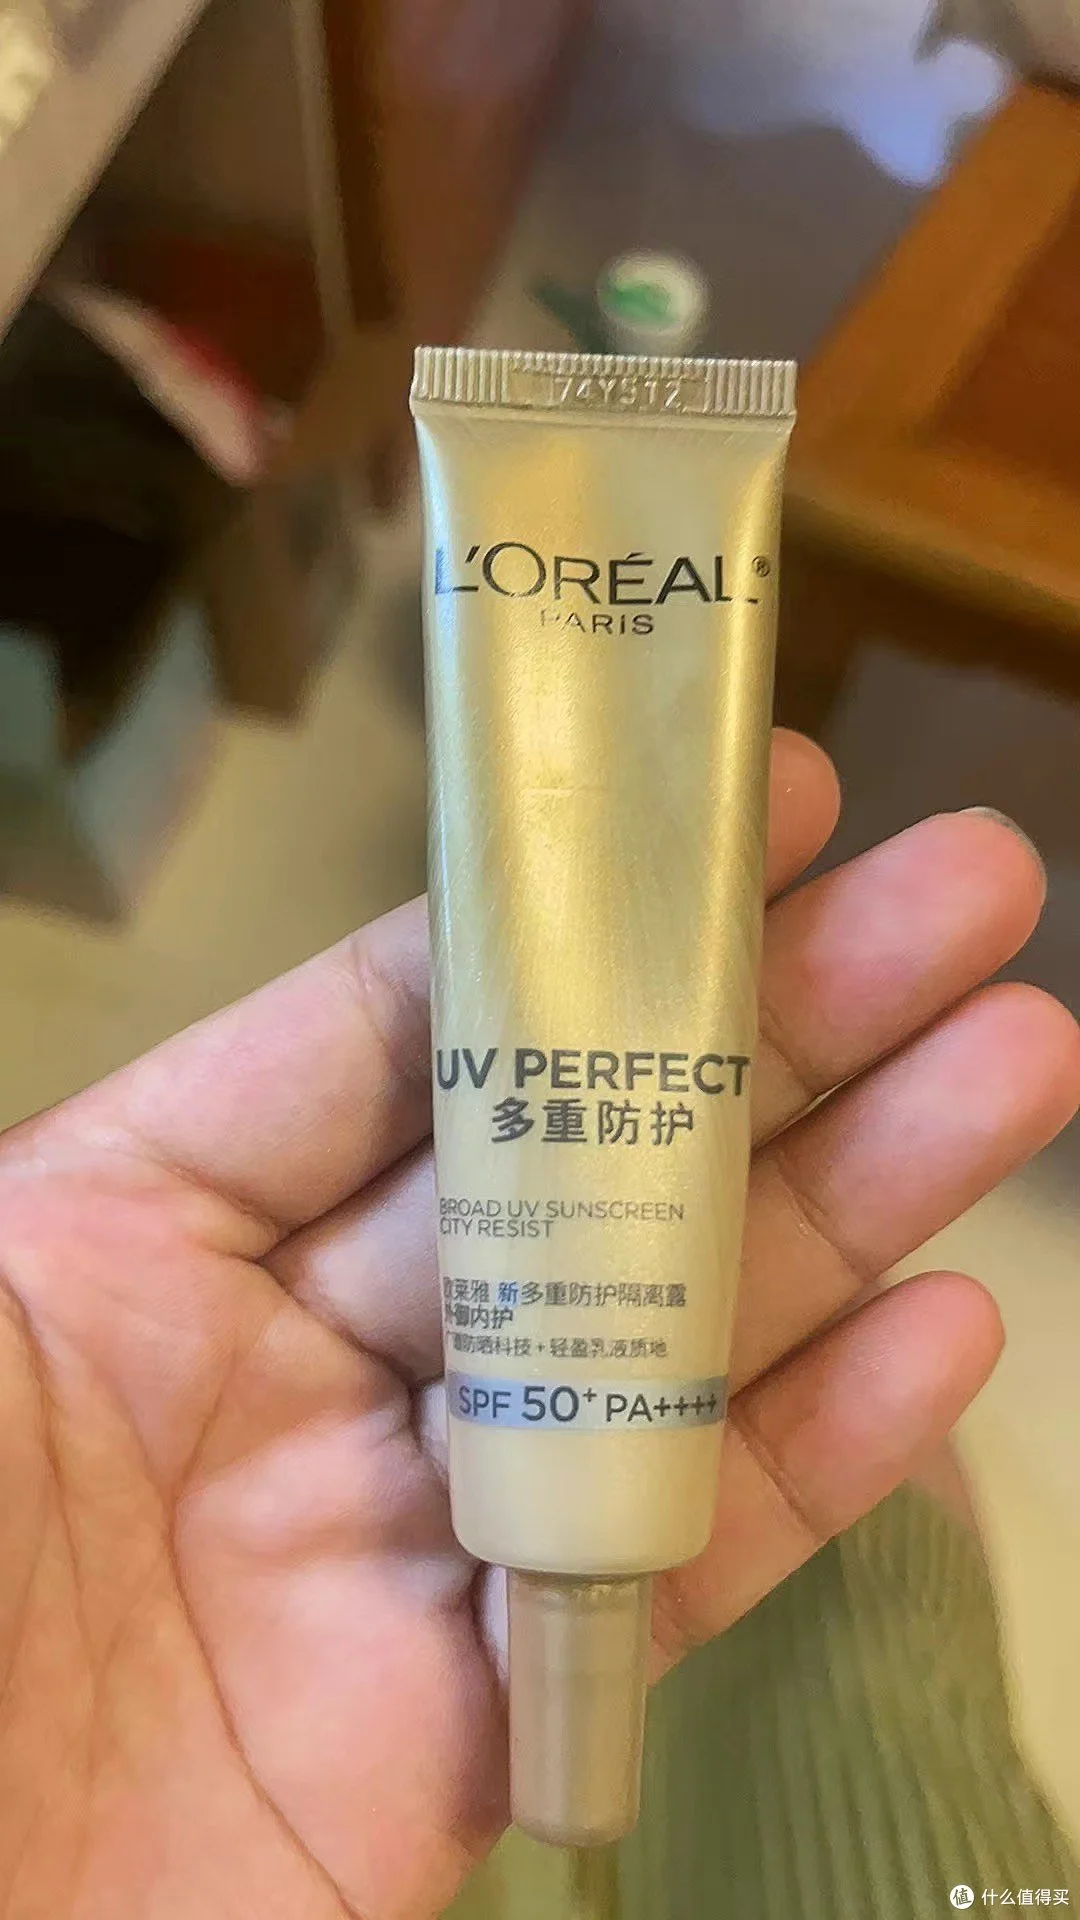 74YST2
L'ORÉAL®
PARIS
UV PERFECT
多重防护
BROAD UV SUNSCREEN
CITY RESIST
欧莱雅 新多重防护隔离露
外御内护
广谱防晒科技+轻盈乳液质地
SPF 50+ PA++++
值 什么值得买